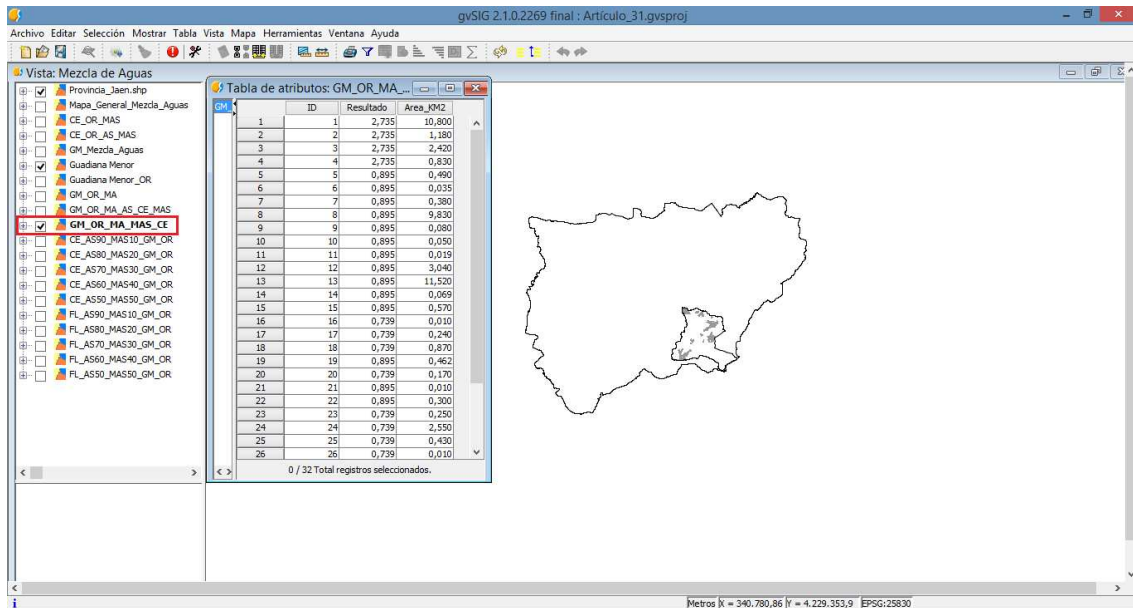 gvSIG 2.1.0.2269 final : Artículo_31.gvsproj
Archivo Editar Selección Mostrar Tabla Vista Mapa Herramientas Ventana Ayuda
Vista: Mezcla de Aguas
Provincia_Jaen.shp
Mapa_General_Mezcla_Aguas
CE_OR_MAS
CE_OR_AS_MAS
GM_Mezcla_Aguas
Guadiana Menor
Guadiana Menor_OR
GM_OR_MA
GM_OR_MA_AS_CE_MAS
GM_OR_MA_MAS_CE
CE_AS90_MAS10_GM_OR
CE_AS80_MAS20_GM_OR
CE_AS70_MAS30_GM_OR
CE_AS60_MAS40_GM_OR
CE_AS50_MAS50_GM_OR
FL_AS90_MAS10_GM_OR
FL_AS80_MAS20_GM_OR
FL_AS70_MAS30_GM_OR
FL_AS60_MAS40_GM_OR
FL_AS50_MAS50_GM_OR
Tabla de atributos: GM_OR_MA_...
GM_
ID Resultado Area_KM2
1 1 2,735 10,800
2 2 2,735 1,180
3 3 2,735 2,420
4 4 2,735 0,830
5 5 0,895 0,490
6 6 0,895 0,035
7 7 0,895 0,380
8 8 0,895 9,830
9 9 0,895 0,080
10 10 0,895 0,050
11 11 0,895 0,019
12 12 0,895 3,040
13 13 0,895 11,520
14 14 0,895 0,069
15 15 0,895 0,570
16 16 0,739 0,010
17 17 0,739 0,240
18 18 0,739 0,870
19 19 0,895 0,462
20 20 0,739 0,170
21 21 0,895 0,010
22 22 0,895 0,300
23 23 0,739 0,250
24 24 0,739 2,550
25 25 0,739 0,430
26 26 0,739 0,010
0 / 32 Total registros seleccionados.
Metros X = 340.780,86 Y = 4.229.353,9 EPSG:25830